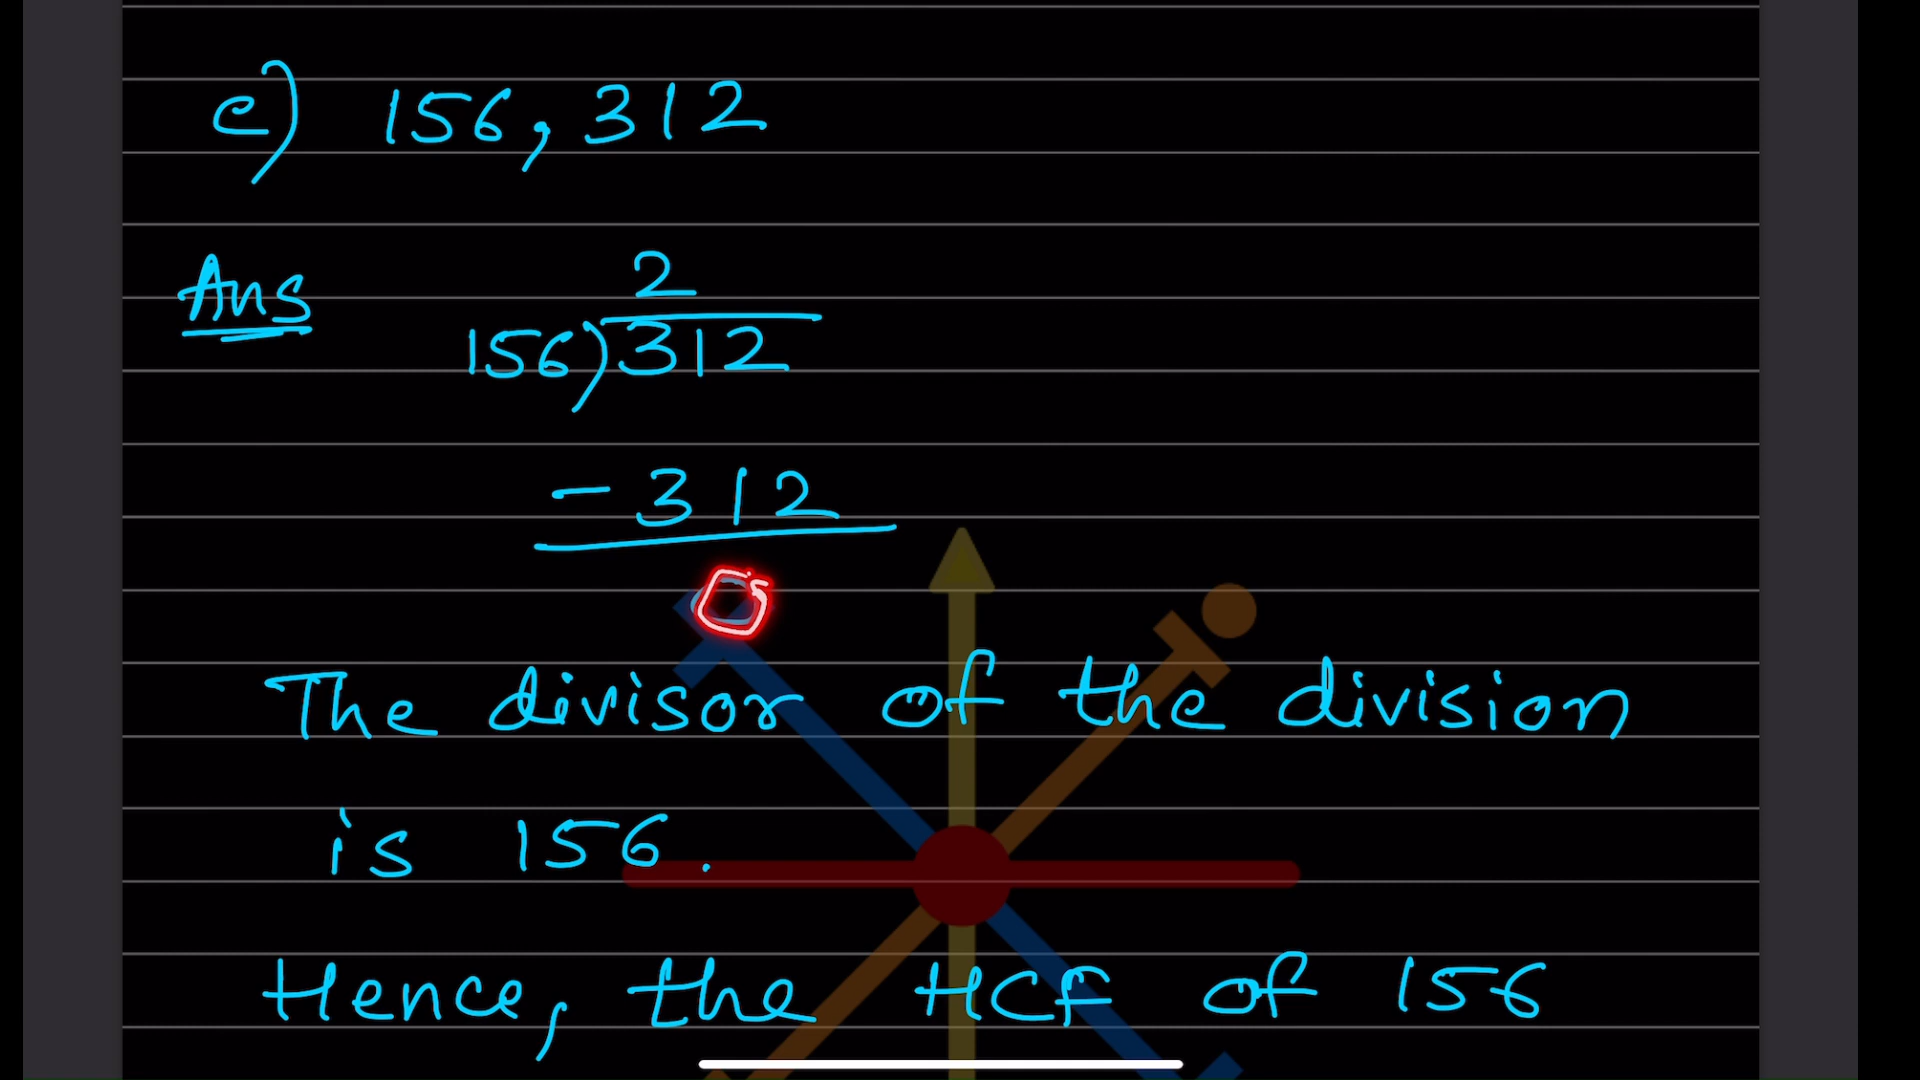 e) 156, 312
Ans
2
156)312
- 312
0
The divisor of the division
is 156.
Hence, the HCF of 156